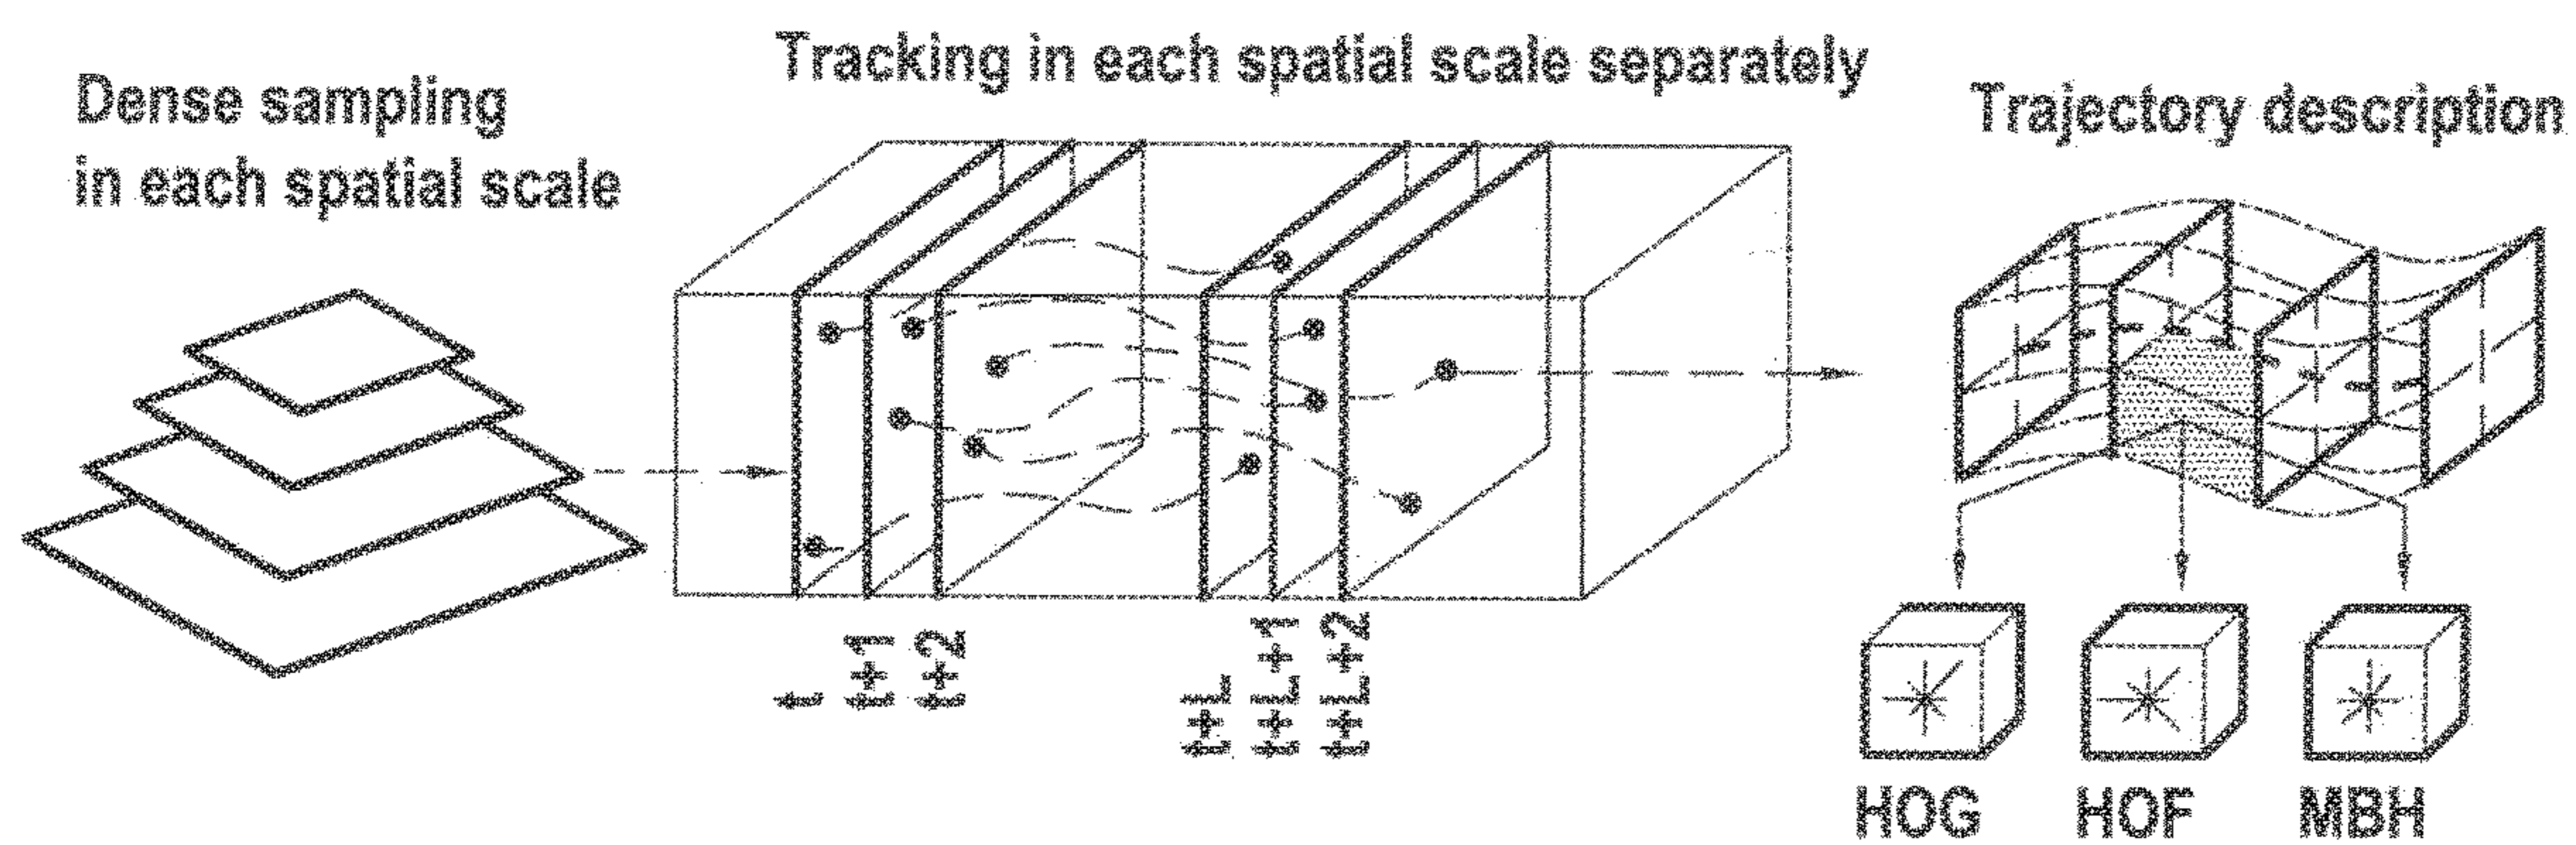 Dense sampling
in each spatial scale
Tracking in each spatial scale separately
Trajectory description
t
t+1
t+2
t+L
t+L+1
t+L+2
HOG
HOF
MBH